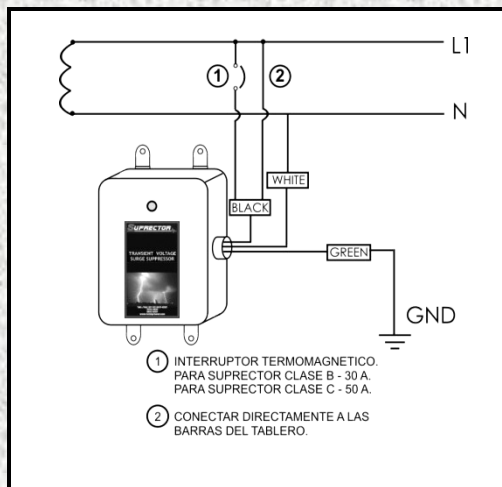 L1
1
2
N
WHITE
BLACK
SUPRECTOR
TRANSIENT VOLTAGE
SURGE SUPPRESSOR
GREEN
GND
1 INTERRUPTOR TERMOMAGNETICO.
PARA SUPRECTOR CLASE B - 30 A.
PARA SUPRECTOR CLASE C - 50 A.
2 CONECTAR DIRECTAMENTE A LAS
BARRAS DEL TABLERO.